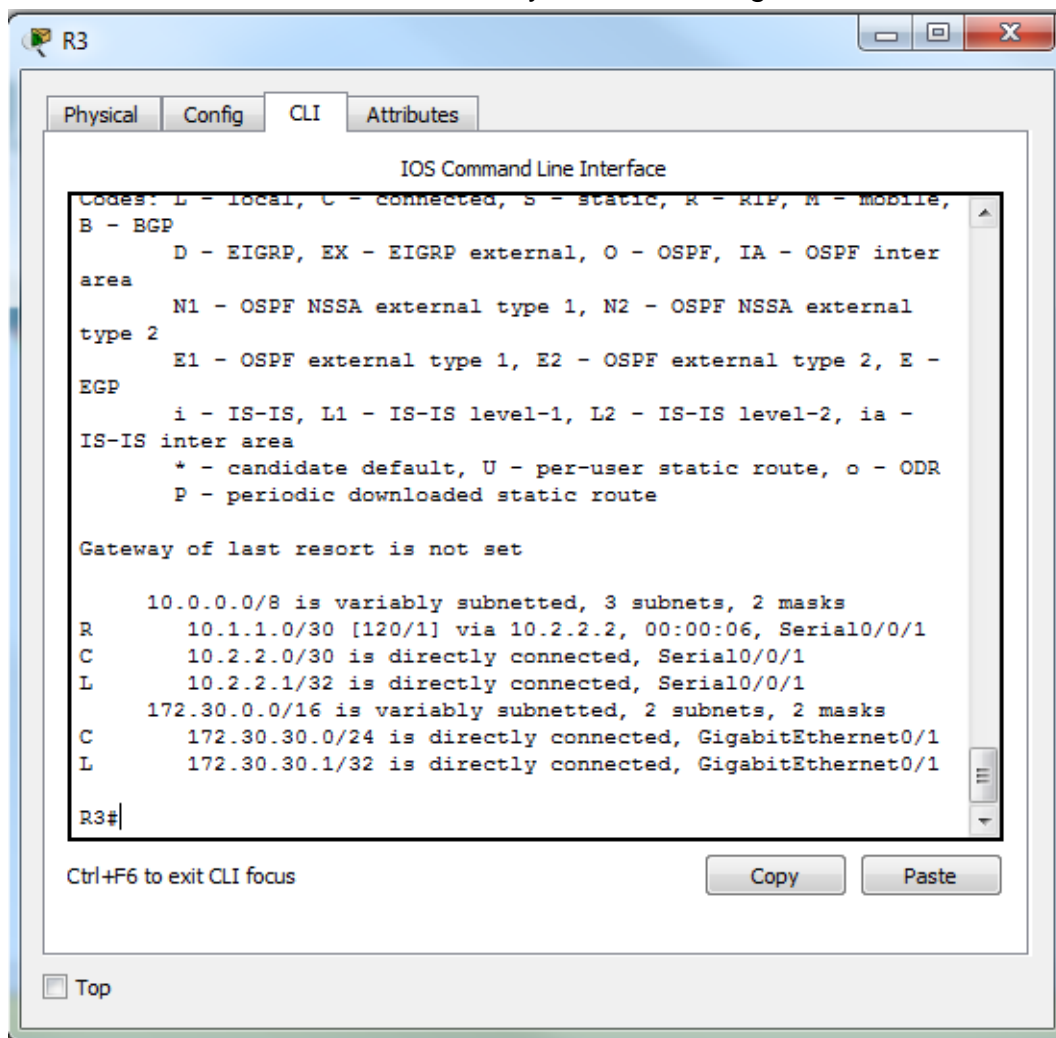 R3
Physical Config CLI Attributes
IOS Command Line Interface
Codes: L - local, C - connected, S - static, R - RIP, M - mobile,
B - BGP
D - EIGRP, EX - EIGRP external, O - OSPF, IA - OSPF inter
area
N1 - OSPF NSSA external type 1, N2 - OSPF NSSA external
type 2
E1 - OSPF external type 1, E2 - OSPF external type 2, E -
EGP
i - IS-IS, L1 - IS-IS level-1, L2 - IS-IS level-2, ia -
IS-IS inter area
* - candidate default, U - per-user static route, o - ODR
P - periodic downloaded static route
Gateway of last resort is not set
10.0.0.0/8 is variably subnetted, 3 subnets, 2 masks
R 10.1.1.0/30 [120/1] via 10.2.2.2, 00:00:06, Serial0/0/1
C 10.2.2.0/30 is directly connected, Serial0/0/1
L 10.2.2.1/32 is directly connected, Serial0/0/1
172.30.0.0/16 is variably subnetted, 2 subnets, 2 masks
C 172.30.30.0/24 is directly connected, GigabitEthernet0/1
L 172.30.30.1/32 is directly connected, GigabitEthernet0/1
R3#
Ctrl+F6 to exit CLI focus
Copy Paste
Top